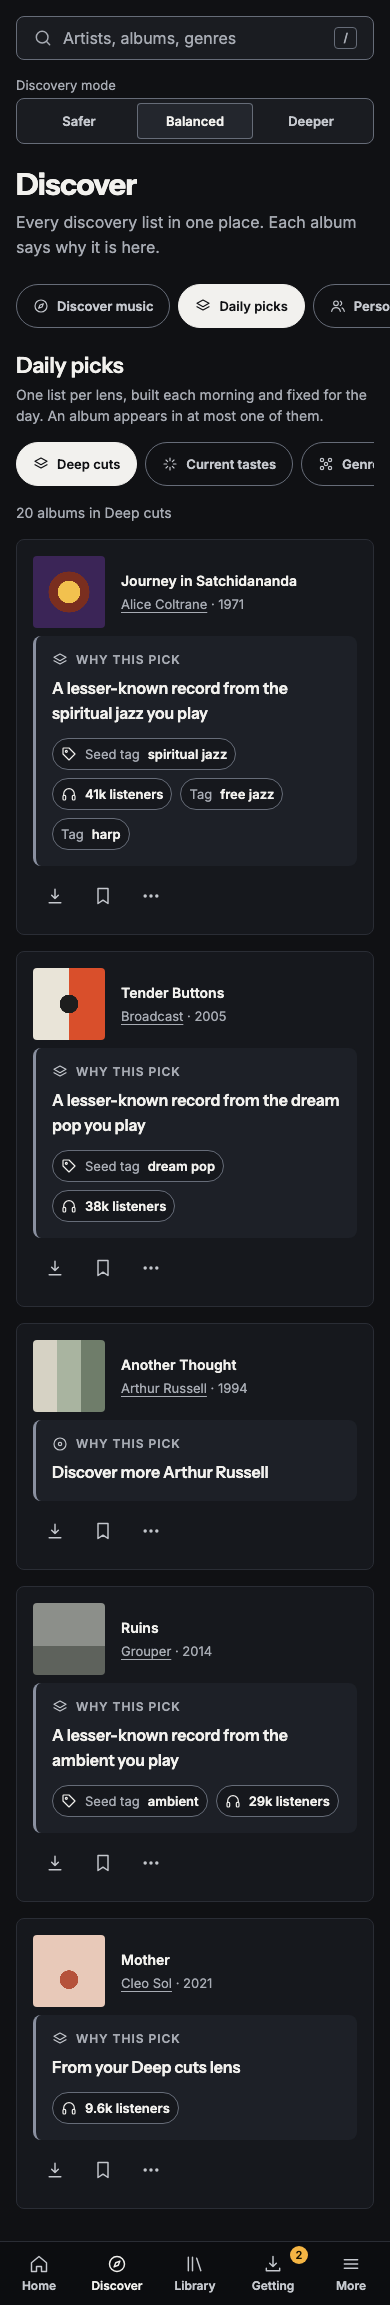 Artists, albums, genres /
Discovery mode
Safer Balanced Deeper
Discover
Every discovery list in one place. Each album
says why it is here.
Discover music Daily picks Perso
Daily picks
One list per lens, built each morning and fixed for the
day. An album appears in at most one of them.
Deep cuts Current tastes Genr
20 albums in Deep cuts
Journey in Satchidananda
Alice Coltrane · 1971
WHY THIS PICK
A lesser-known record from the
spiritual jazz you play
Seed tag spiritual jazz
41k listeners Tag free jazz
Tag harp
Tender Buttons
Broadcast · 2005
WHY THIS PICK
A lesser-known record from the dream
pop you play
Seed tag dream pop
38k listeners
Another Thought
Arthur Russell · 1994
WHY THIS PICK
Discover more Arthur Russell
Ruins
Grouper · 2014
WHY THIS PICK
A lesser-known record from the
ambient you play
Seed tag ambient 29k listeners
Mother
Cleo Sol · 2021
WHY THIS PICK
From your Deep cuts lens
9.6k listeners
2
Home Discover Library Getting More